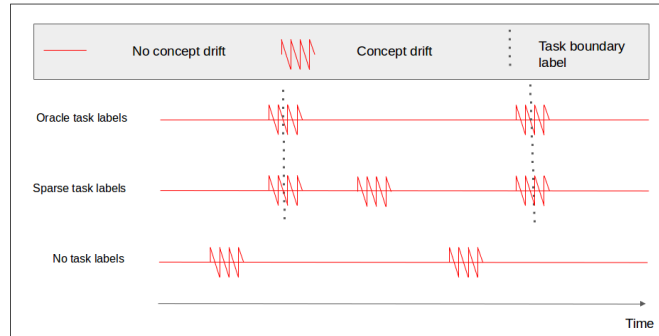 No concept drift
Concept drift
Task boundary
label
Oracle task labels
Sparse task labels
No task labels
Time